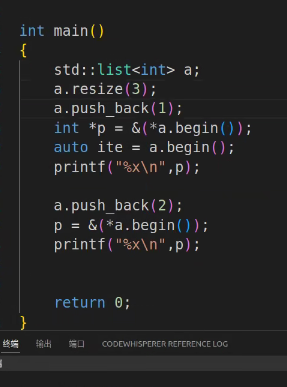 int main()
{
    std::list<int> a;
    a.resize(3);
    a.push_back(1);
    int *p = &(*a.begin());
    auto ite = a.begin();
    printf("%x\n",p);
    a.push_back(2);
    p = &(*a.begin());
    printf("%x\n",p);
    return 0;
}
终端 输出 端口 CODEWHISPERER REFERENCE LOG